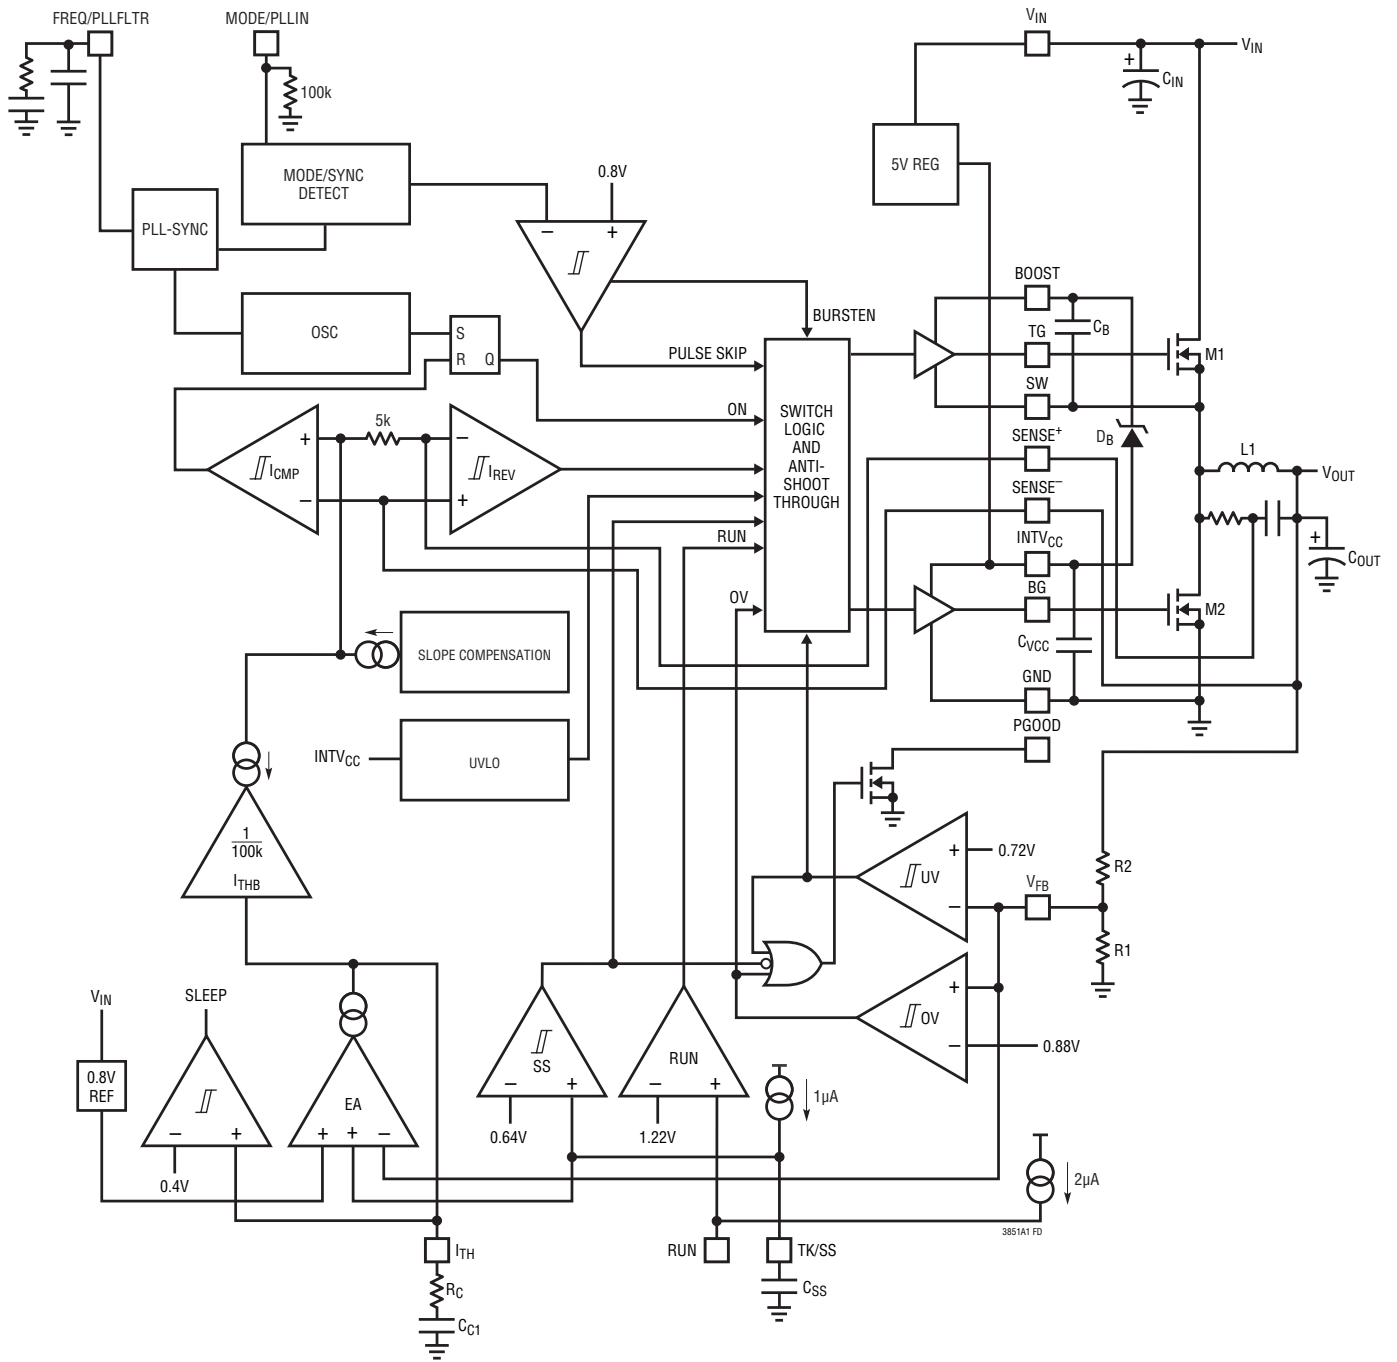 FREQ/PLLFLTR
MODE/PLLIN
VIN
VIN
+
CIN
100k
MODE/SYNC
DETECT
0.8V
5V REG
PLL-SYNC
− +
BOOST
OSC
S
R Q
BURSTEN
TG
CB
M1
PULSE SKIP
SW
SWITCH
LOGIC
AND
ANTI-
SHOOT
THROUGH
ON
5k
SENSE+
DB
+
−
ICMP
−
+
IREV
L1
VOUT
SENSE−
RUN
INTVCC
+
COUT
OV
BG
M2
CVCC
SLOPE COMPENSATION
GND
PGOOD
INTVCC
UVLO
1
100k
ITHB
+
0.72V
UV
−
VFB
R2
R1
+
OV
−
0.88V
VIN
SLEEP
0.8V
REF
− +
0.4V
EA
+ + −
SS
− +
0.64V
RUN
− +
1.22V
1µA
2µA
3851A1 FD
ITH
RUN
TK/SS
RC
CSS
CC1